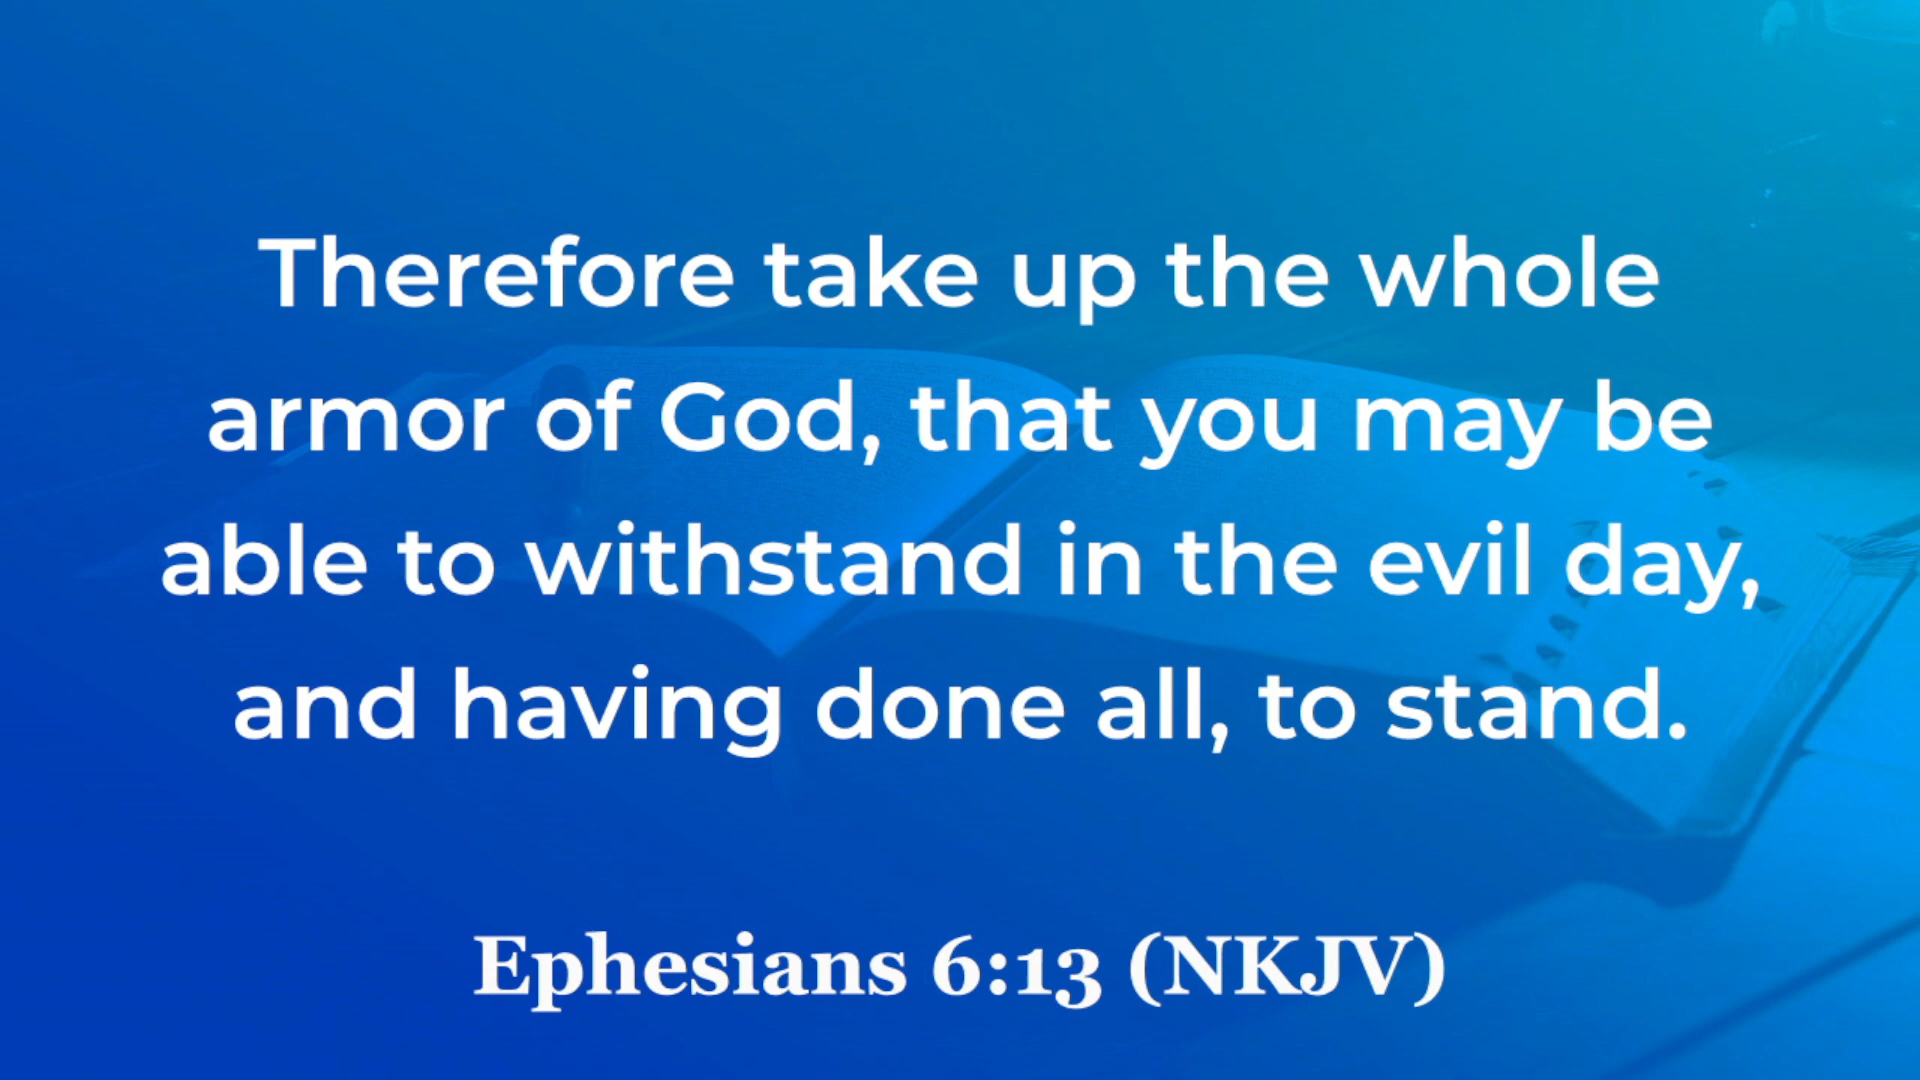 Therefore take up the whole
armor of God, that you may be
able to withstand in the evil day,
and having done all, to stand.
Ephesians 6:13 (NKJV)